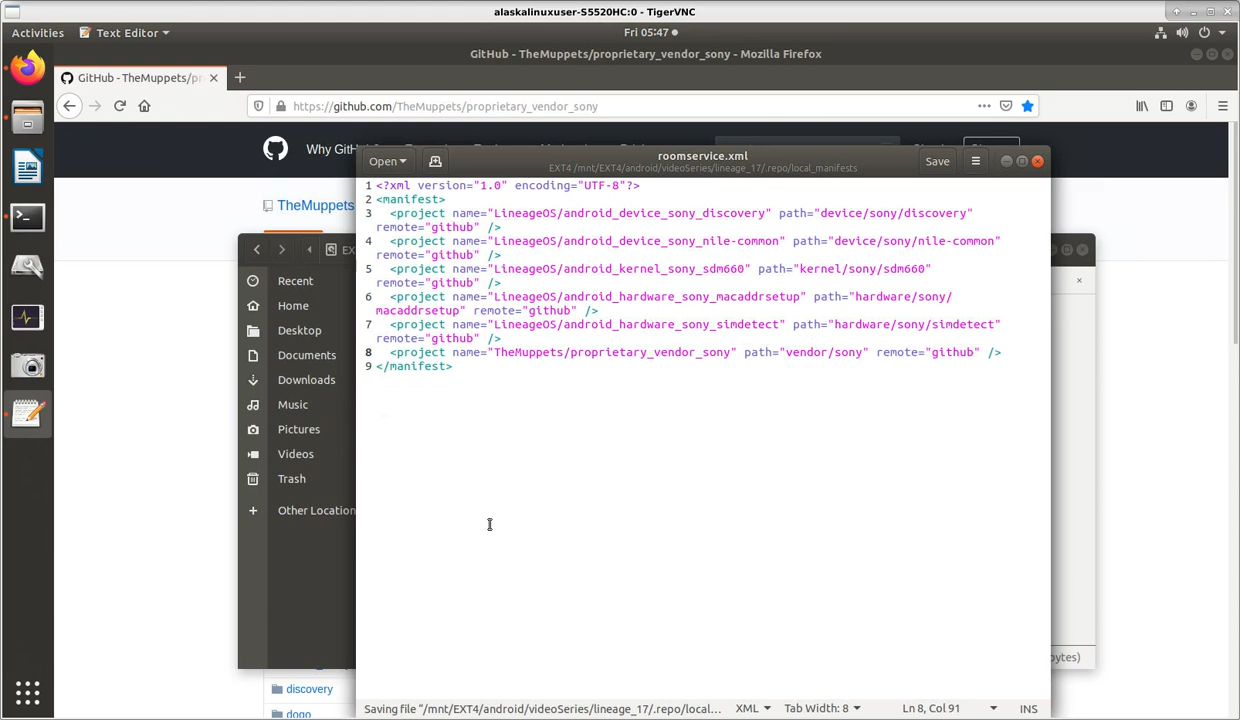 alaskalinuxuser-S5520HC:0 - TigerVNC
Activities
Text Editor
Fri 05:47
GitHub - TheMuppets/proprietary_vendor_sony - Mozilla Firefox
GitHub - TheMuppets/pr
https://github.com/TheMuppets/proprietary_vendor_sony
Why GitH
TheMuppets
Open
roomservice.xml
EXT4 /mnt/EXT4/android/videoSeries/lineage_17/.repo/local_manifests
Save
1 <?xml version="1.0" encoding="UTF-8"?>
2 <manifest>
3 <project name="LineageOS/android_device_sony_discovery" path="device/sony/discovery"
remote="github" />
4 <project name="LineageOS/android_device_sony_nile-common" path="device/sony/nile-common"
remote="github" />
5 <project name="LineageOS/android_kernel_sony_sdm660" path="kernel/sony/sdm660"
remote="github" />
6 <project name="LineageOS/android_hardware_sony_macaddrsetup" path="hardware/sony/
macaddrsetup" remote="github" />
7 <project name="LineageOS/android_hardware_sony_simdetect" path="hardware/sony/simdetect"
remote="github" />
8 <project name="TheMuppets/proprietary_vendor_sony" path="vendor/sony" remote="github" />
9 </manifest>
EX
Recent
Home
Desktop
Documents
Downloads
Music
Pictures
Videos
Trash
Other Location
bytes)
discovery
dogo
Saving file "/mnt/EXT4/android/videoSeries/lineage_17/.repo/local...
XML
Tab Width: 8
Ln 8, Col 91
INS